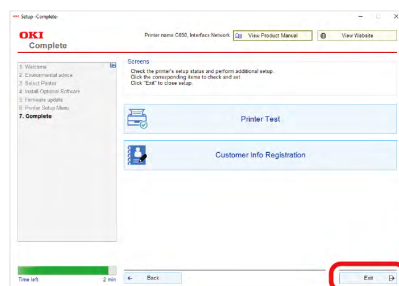 OKI Setup - Complete
OKI
Complete
Printer name C650, Interface Network
View Product Manual
View Website
1. Welcome
2. Environmental advice
3. Select Printer
4. Install Optional Software
5. Firmware update
6. Printer Setup Menu
7. Complete
Screens
Check the printer's setup status and perform additional setup.
Click the corresponding items to check and set.
Click "Exit" to close setup.
Printer Test
Customer Info Registration
Time left
2 min
Back
Exit